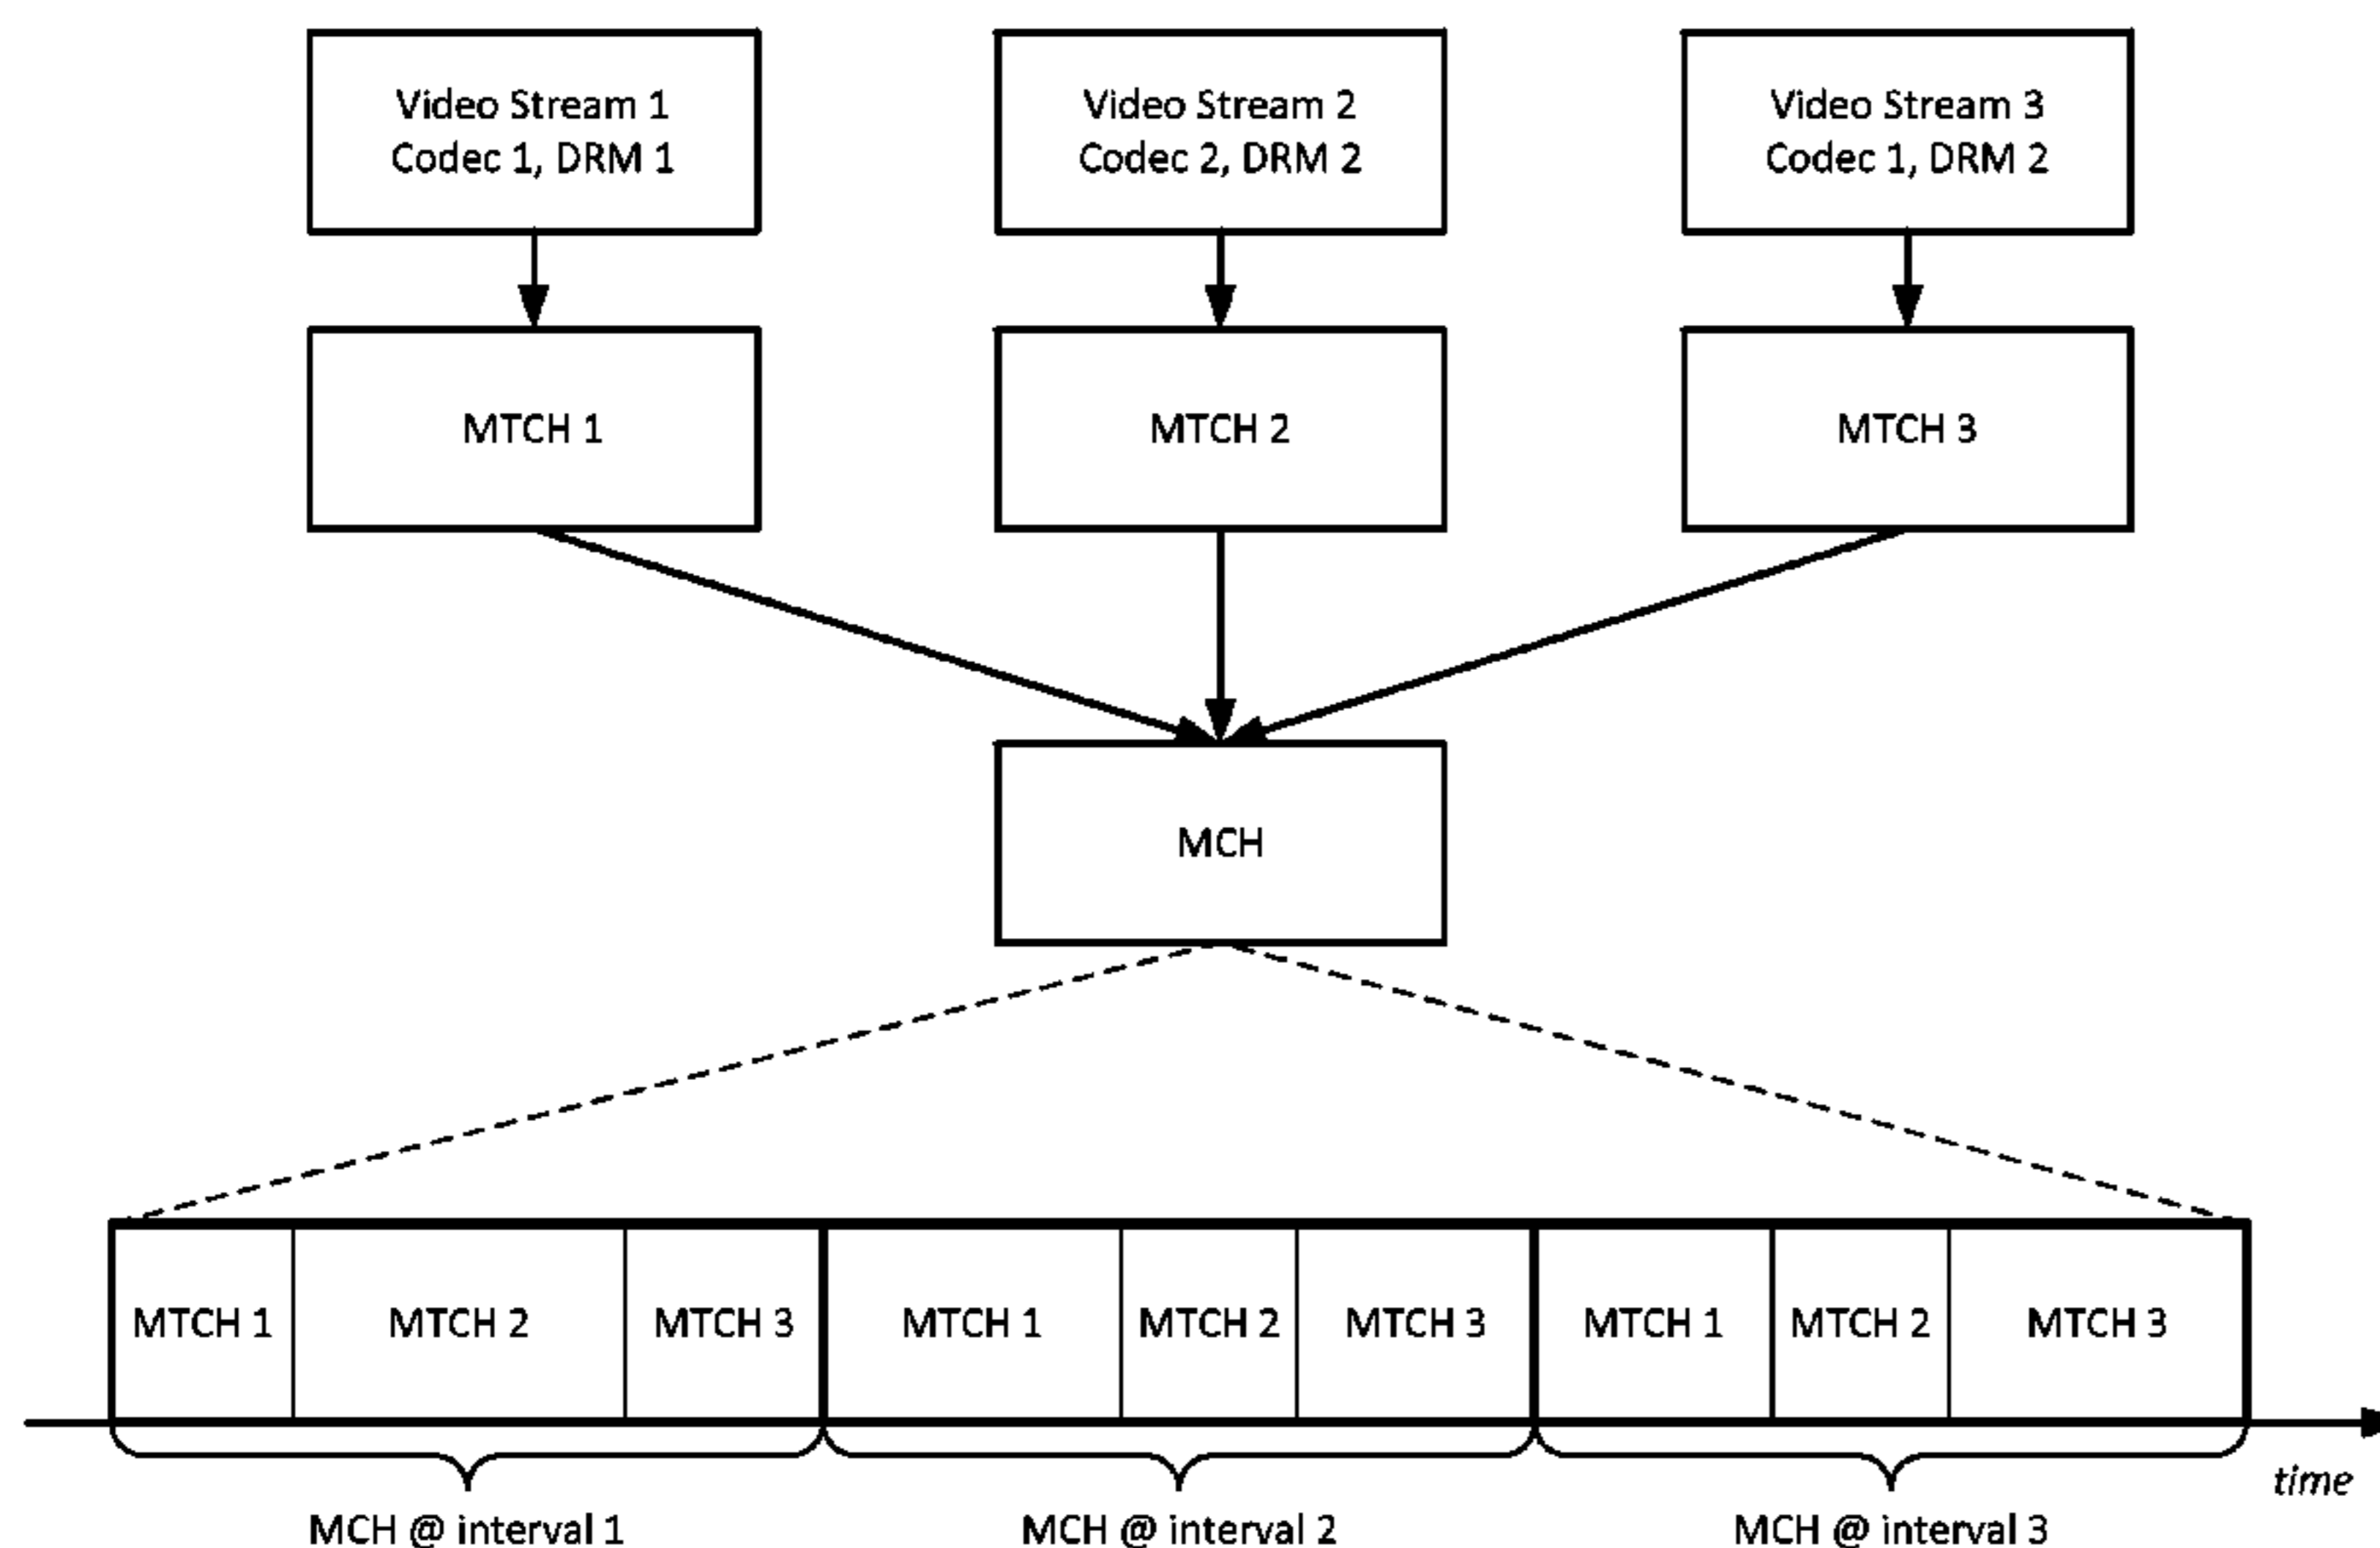 Video Stream 1
Codec 1, DRM 1
Video Stream 2
Codec 2, DRM 2
Video Stream 3
Codec 1, DRM 2
MTCH 1
MTCH 2
MTCH 3
MCH
MTCH 1
MTCH 2
MTCH 3
MTCH 1
MTCH 2
MTCH 3
MTCH 1
MTCH 2
MTCH 3
time
MCH @ interval 1
MCH @ interval 2
MCH @ interval 3